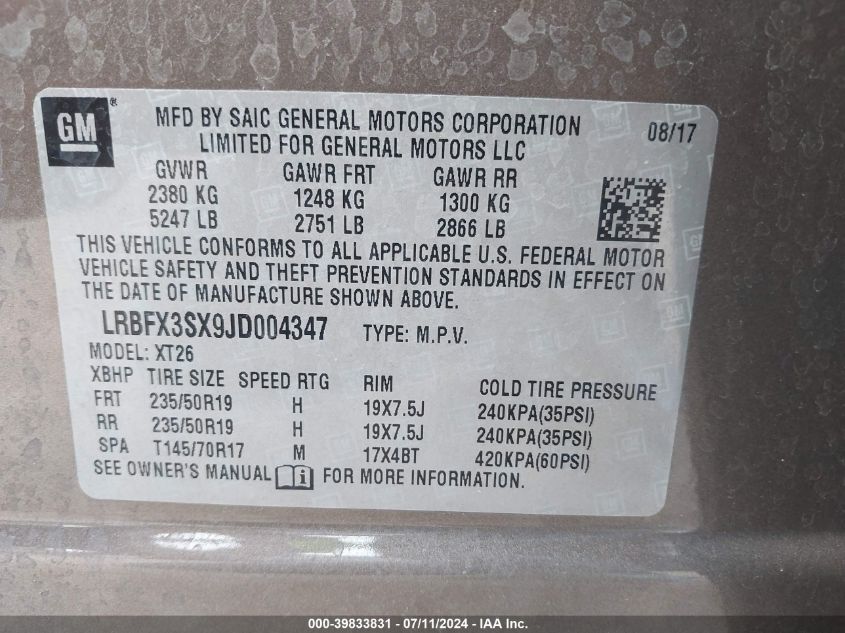 GM ®
MFD BY SAIC GENERAL MOTORS CORPORATION
LIMITED FOR GENERAL MOTORS LLC
08/17
GVWR GAWR FRT GAWR RR
2380 KG 1248 KG 1300 KG
5247 LB 2751 LB 2866 LB
THIS VEHICLE CONFORMS TO ALL APPLICABLE U.S. FEDERAL MOTOR
VEHICLE SAFETY AND THEFT PREVENTION STANDARDS IN EFFECT ON
THE DATE OF MANUFACTURE SHOWN ABOVE.
LRBFX3SX9JD004347 TYPE: M.P.V.
MODEL: XT26
XBHP TIRE SIZE SPEED RTG RIM COLD TIRE PRESSURE
FRT 235/50R19 H 19X7.5J 240KPA(35PSI)
RR 235/50R19 H 19X7.5J 240KPA(35PSI)
SPA T145/70R17 M 17X4BT 420KPA(60PSI)
SEE OWNER'S MANUAL i FOR MORE INFORMATION.
000-39833831 - 07/11/2024 - IAA Inc.